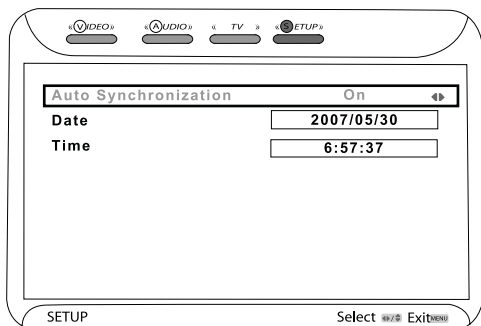 «VIDEO» «AUDIO» « TV » «SETUP»
Auto Synchronization On
Date 2007/05/30
Time 6:57:37
SETUP Select / Exit MENU